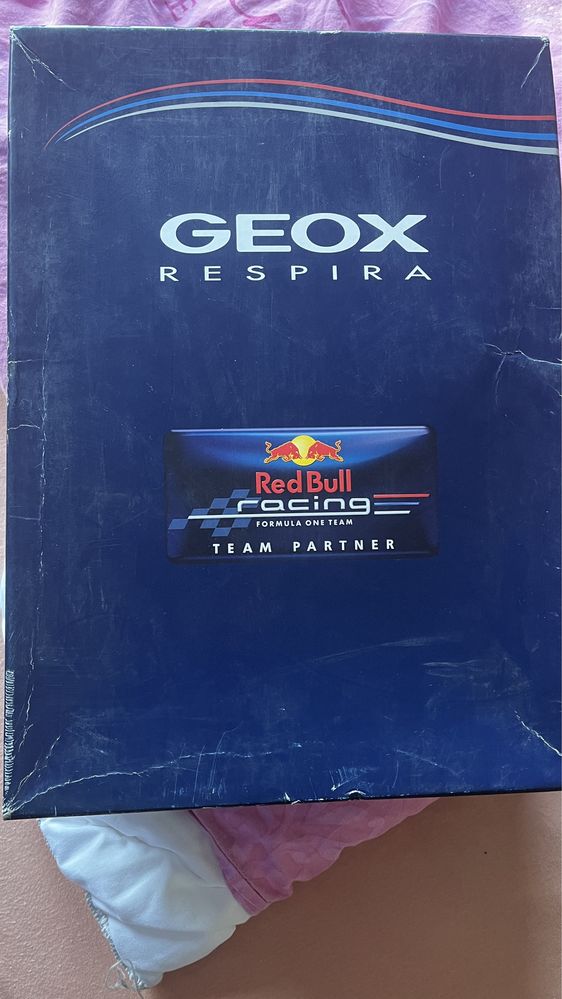 GEOX
RESPIRA
Red Bull
racing
FORMULA ONE TEAM
TEAM PARTNER